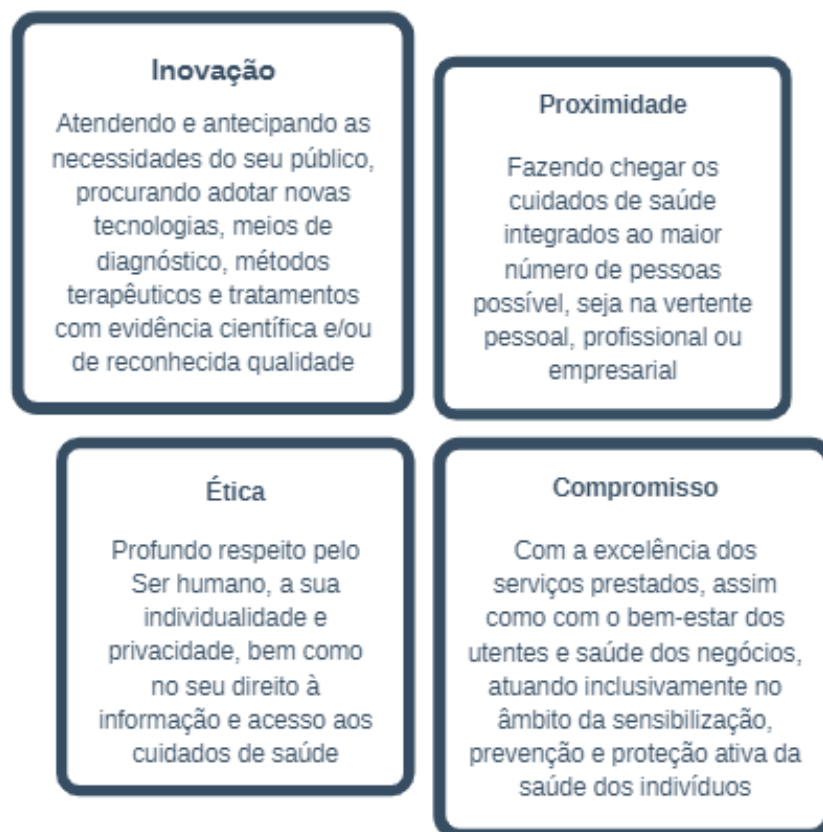 Inovação
Atendendo e antecipando as
necessidades do seu público,
procurando adotar novas
tecnologias, meios de
diagnóstico, métodos
terapêuticos e tratamentos
com evidência científica e/ou
de reconhecida qualidade
Proximidade
Fazendo chegar os
cuidados de saúde
integrados ao maior
número de pessoas
possível, seja na vertente
pessoal, profissional ou
empresarial
Ética
Profundo respeito pelo
Ser humano, a sua
individualidade e
privacidade, bem como
no seu direito à
informação e acesso aos
cuidados de saúde
Compromisso
Com a excelência dos
serviços prestados, assim
como com o bem-estar dos
utentes e saúde dos negócios,
atuando inclusivamente no
âmbito da sensibilização,
prevenção e proteção ativa da
saúde dos indivíduos